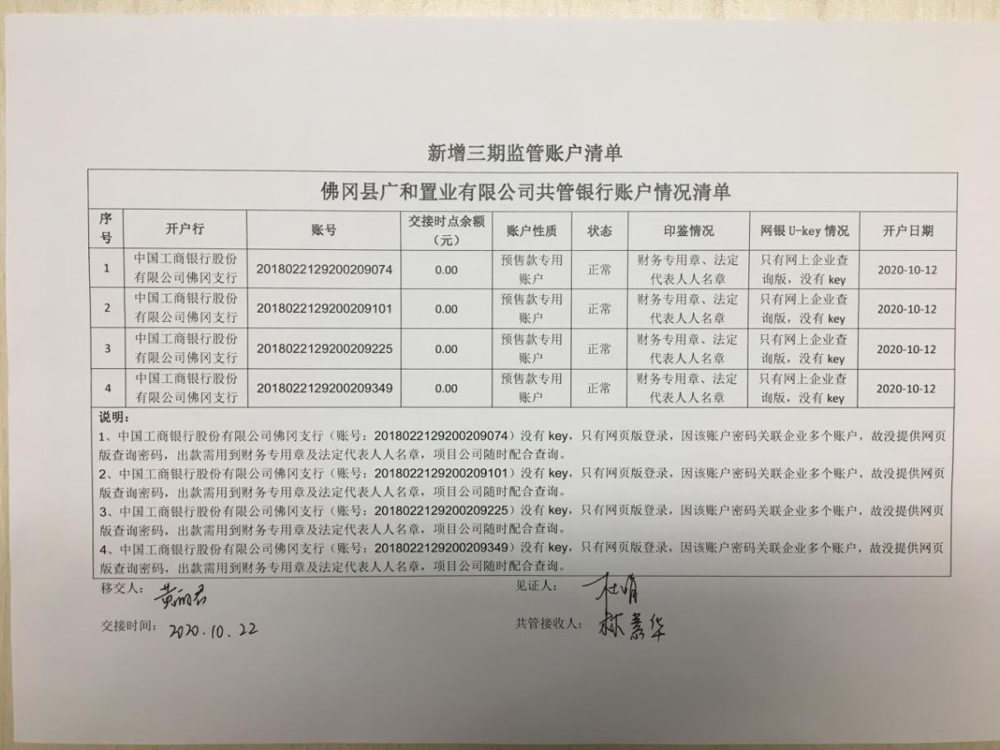 新增三期监管账户清单
佛冈县广和置业有限公司共管银行账户情况清单
序号 开户行 账号 交接时点余额（元） 账户性质 状态 印鉴情况 网银 U-key 情况 开户日期
1 中国工商银行股份有限公司佛冈支行 2018022129200209074 0.00 预售款专用账户 正常 财务专用章、法定代表人人名章 只有网上企业查询版，没有 key 2020-10-12
2 中国工商银行股份有限公司佛冈支行 2018022129200209101 0.00 预售款专用账户 正常 财务专用章、法定代表人人名章 只有网上企业查询版，没有 key 2020-10-12
3 中国工商银行股份有限公司佛冈支行 2018022129200209225 0.00 预售款专用账户 正常 财务专用章、法定代表人人名章 只有网上企业查询版，没有 key 2020-10-12
4 中国工商银行股份有限公司佛冈支行 2018022129200209349 0.00 预售款专用账户 正常 财务专用章、法定代表人人名章 只有网上企业查询版，没有 key 2020-10-12
说明：
1、中国工商银行股份有限公司佛冈支行（账号：2018022129200209074）没有 key，只有网页版登录，因该账户密码关联企业多个账户，故没提供网页
版查询密码，出款需用到财务专用章及法定代表人人名章，项目公司随时配合查询。
2、中国工商银行股份有限公司佛冈支行（账号：2018022129200209101）没有 key，只有网页版登录，因该账户密码关联企业多个账户，故没提供网页
版查询密码，出款需用到财务专用章及法定代表人人名章，项目公司随时配合查询。
3、中国工商银行股份有限公司佛冈支行（账号：2018022129200209225）没有 key，只有网页版登录，因该账户密码关联企业多个账户，故没提供网页
版查询密码，出款需用到财务专用章及法定代表人人名章，项目公司随时配合查询。
4、中国工商银行股份有限公司佛冈支行（账号：2018022129200209349）没有 key，只有网页版登录，因该账户密码关联企业多个账户，故没提供网页
版查询密码，出款需用到财务专用章及法定代表人人名章，项目公司随时配合查询。
移交人： 见证人：杜娟
交接时间：2020.10.22 共管接收人：